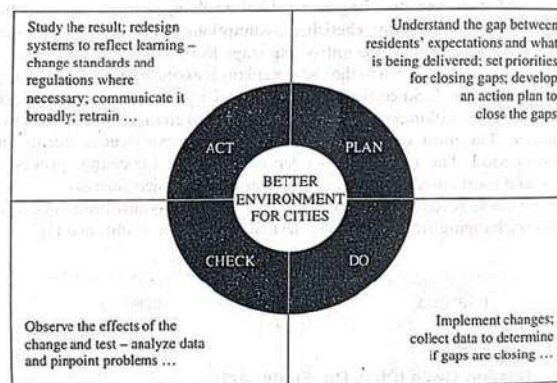 Study the result; redesign
systems to reflect learning –
change standards and
regulations where
necessary; communicate it
broadly; retrain ...
Understand the gap between
residents' expectations and what
is being delivered; set priorities
for closing gaps; develop
an action plan to
close the gaps
ACT
PLAN
BETTER
ENVIRONMENT
FOR CITIES
CHECK
DO
Observe the effects of the
change and test – analyze data
and pinpoint problems ...
Implement changes;
collect data to determine
if gaps are closing ...